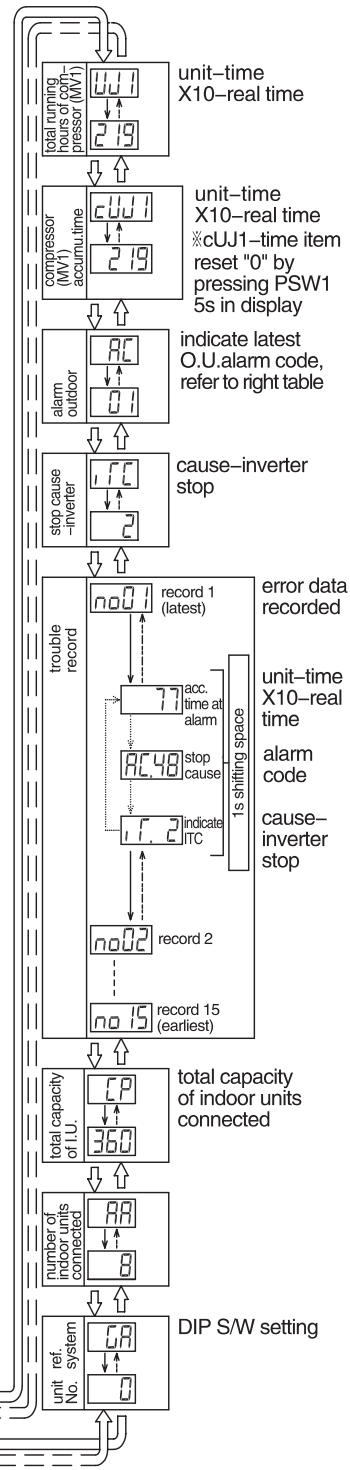 total running
hours of com-
pressor (MV1)
UJ1
219
unit-time
X10-real time
compressor
(MV1)
accumu.time
cUJ1
219
unit-time
X10-real time
※cUJ1-time item
reset "0" by
pressing PSW1
5s in display
alarm
outdoor
AC
01
indicate latest
O.U.alarm code,
refer to right table
stop cause
-inverter
iTC
2
cause-inverter
stop
trouble
record
no01
record 1
(latest)
error data
recorded
77
acc.
time at
alarm
unit-time
X10-real
time
AC.48
stop
cause
alarm
code
iT. 2
indicate
ITC
cause-
inverter
stop
1s shifting space
no02
record 2
no15
record 15
(earliest)
total capacity
of I.U.
CP
360
total capacity
of indoor units
connected
number of
indoor units
connected
AA
8
unit ref.
No. system
GA
0
DIP S/W setting